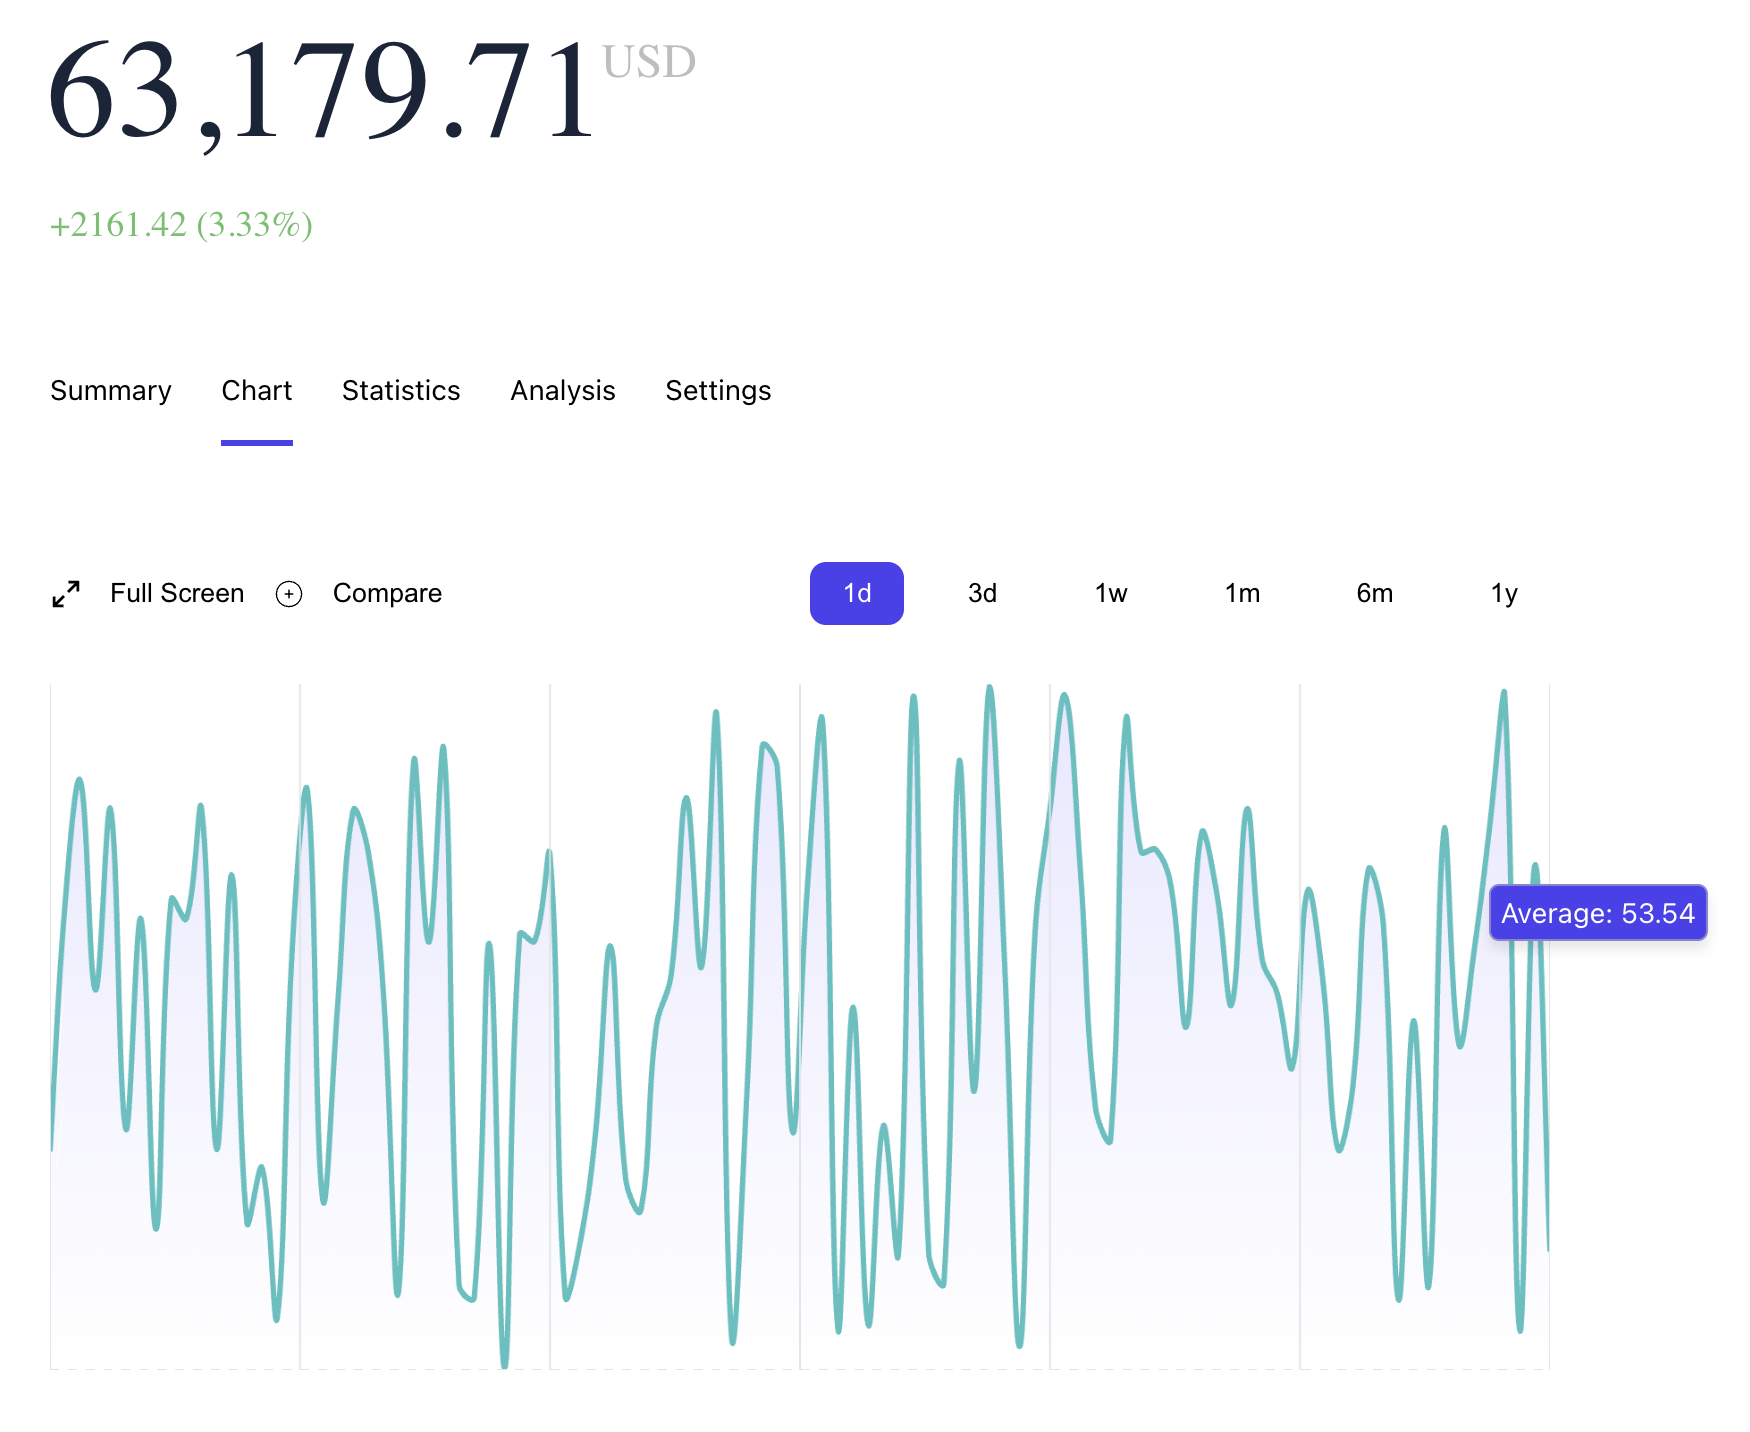 63,179.71 USD
+2161.42 (3.33%)
Summary Chart Statistics Analysis Settings
Full Screen Compare 1d 3d 1w 1m 6m 1y
Average: 53.54